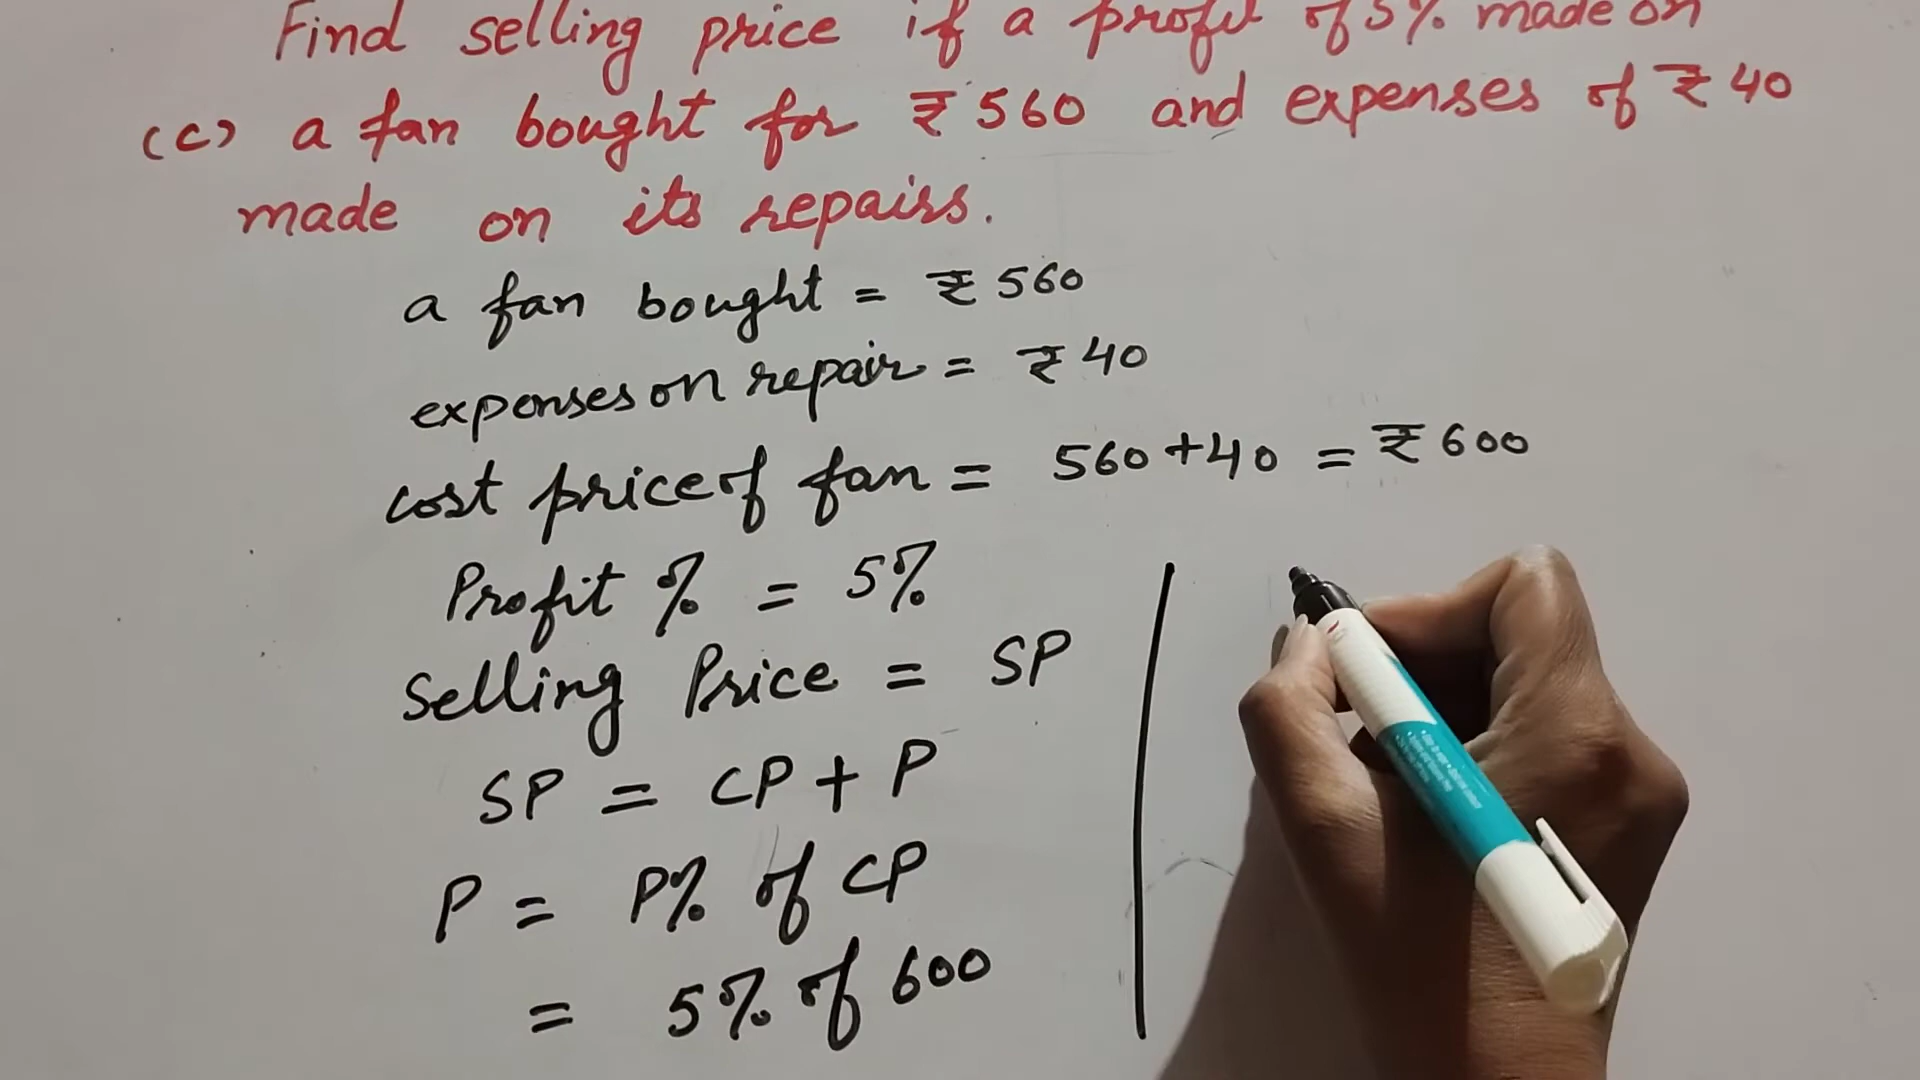 Find selling price if a profit of 5% made on
(c) a fan bought for ₹ 560 and expenses of ₹ 40
made on its repairs.
a fan bought = ₹ 560
expenses on repair = ₹ 40
cost price of fan = 560 + 40 = ₹ 600
Profit % = 5%
Selling Price = SP
SP = CP + P
P = P% of CP
= 5% of 600